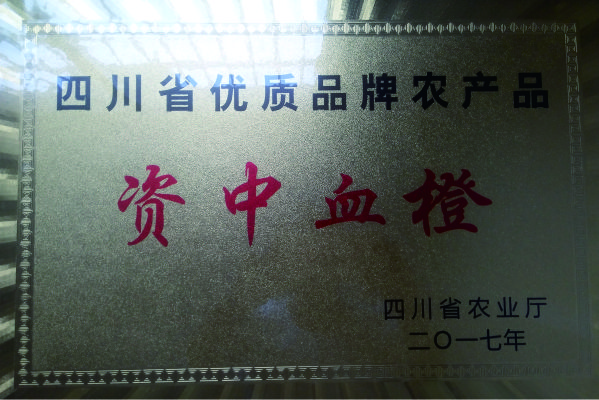 四川省优质品牌农产品
资中血橙
四川省农业厅
二〇一七年